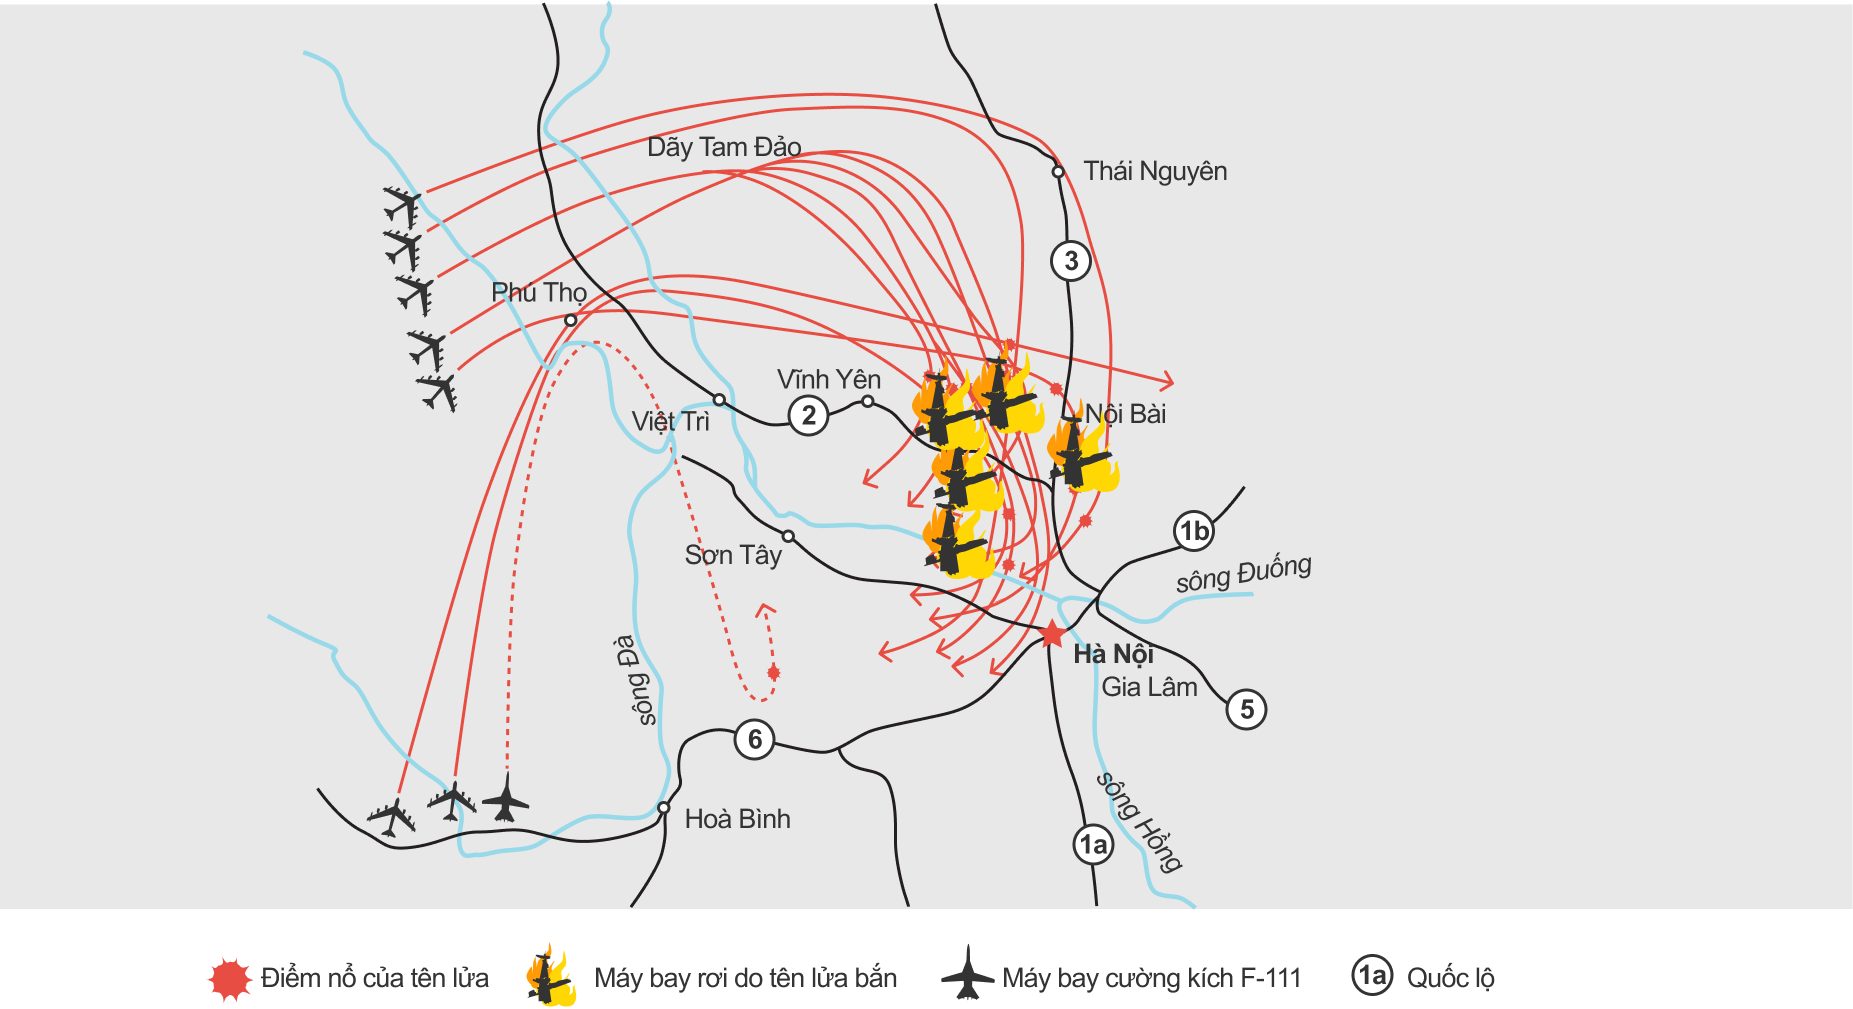 Dãy Tam Đảo
Thái Nguyên
3
Phú Thọ
Vĩnh Yên
2
Việt Trì
Nội Bài
1b
Sơn Tây
sông Đuống
sông Đà
Hà Nội
Gia Lâm
5
6
sông Hồng
Hoà Bình
1a
Điểm nổ của tên lửa
Máy bay rơi do tên lửa bắn
Máy bay cường kích F-111
1a
Quốc lộ